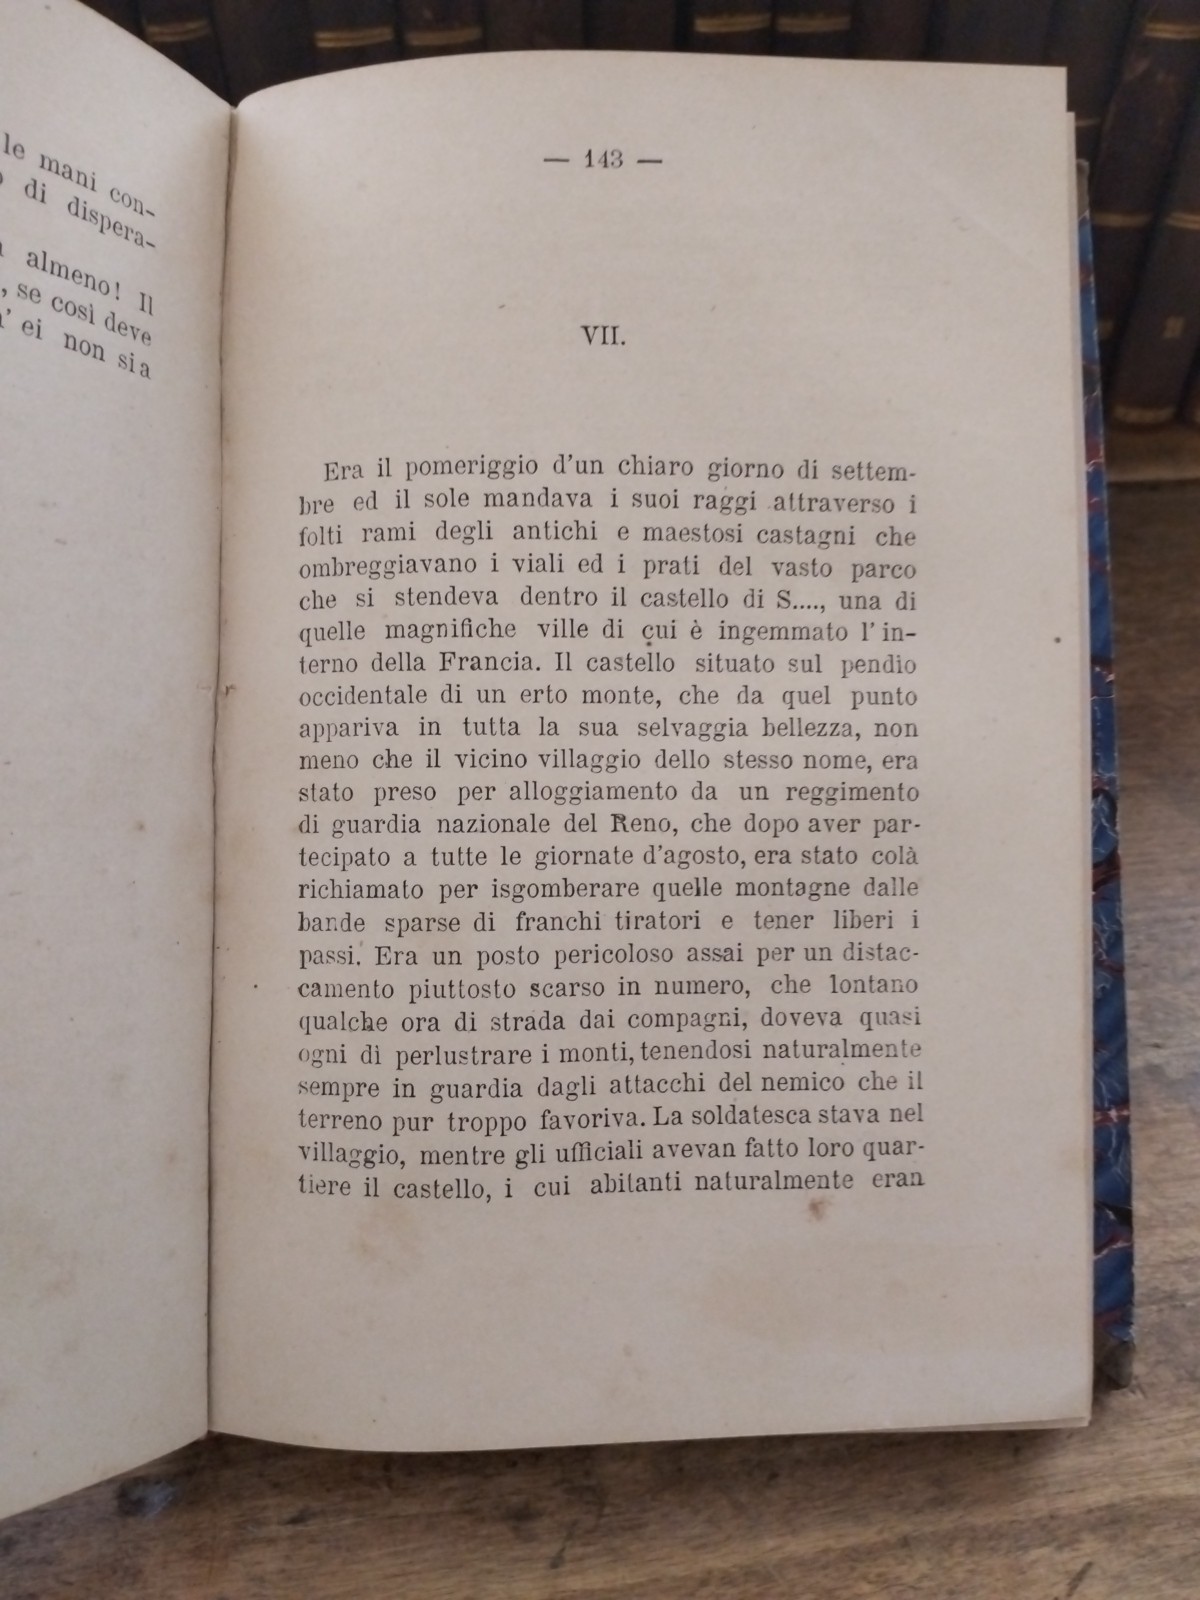 le mani con-
di dispera-
almeno! Il
, se così deve
ei non sia
— 143 —
VII.
Era il pomeriggio d'un chiaro giorno di settem-
bre ed il sole mandava i suoi raggi attraverso i
folti rami degli antichi e maestosi castagni che
ombreggiavano i viali ed i prati del vasto parco
che si stendeva dentro il castello di S...., una di
quelle magnifiche ville di cui è ingemmato l'in-
terno della Francia. Il castello situato sul pendìo
occidentale di un erto monte, che da quel punto
appariva in tutta la sua selvaggia bellezza, non
meno che il vicino villaggio dello stesso nome, era
stato preso per alloggiamento da un reggimento
di guardia nazionale del Reno, che dopo aver par-
tecipato a tutte le giornate d'agosto, era stato colà
richiamato per isgomberare quelle montagne dalle
bande sparse di franchi tiratori e tener liberi i
passi. Era un posto pericoloso assai per un distac-
camento piuttosto scarso in numero, che lontano
qualche ora di strada dai compagni, doveva quasi
ogni dì perlustrare i monti, tenendosi naturalmente
sempre in guardia dagli attacchi del nemico che il
terreno pur troppo favoriva. La soldatesca stava nel
villaggio, mentre gli ufficiali avevan fatto loro quar-
tiere il castello, i cui abitanti naturalmente eran